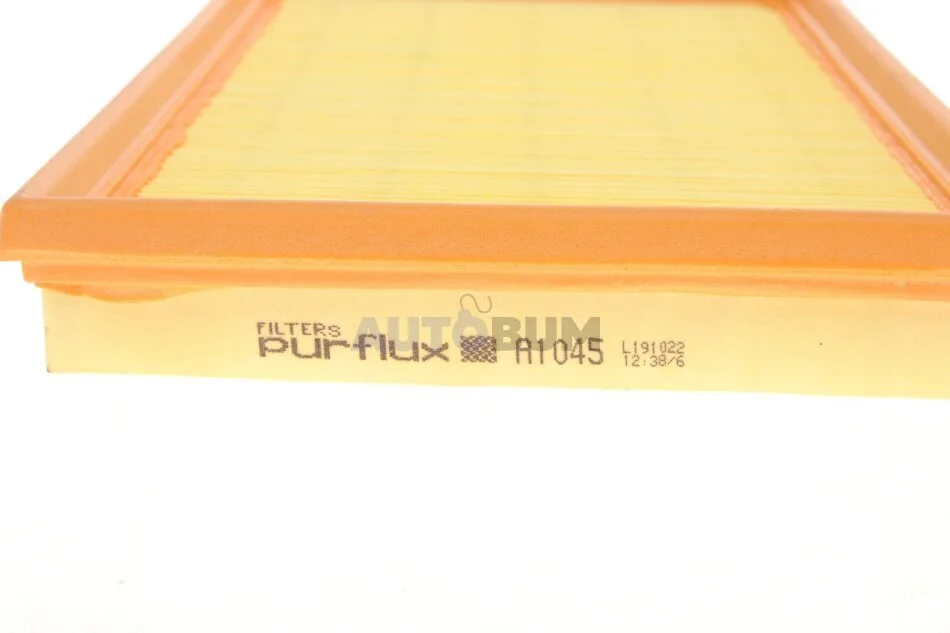 AUTOBUM
FILTERS
purflux A1045 L191022
12:38/6